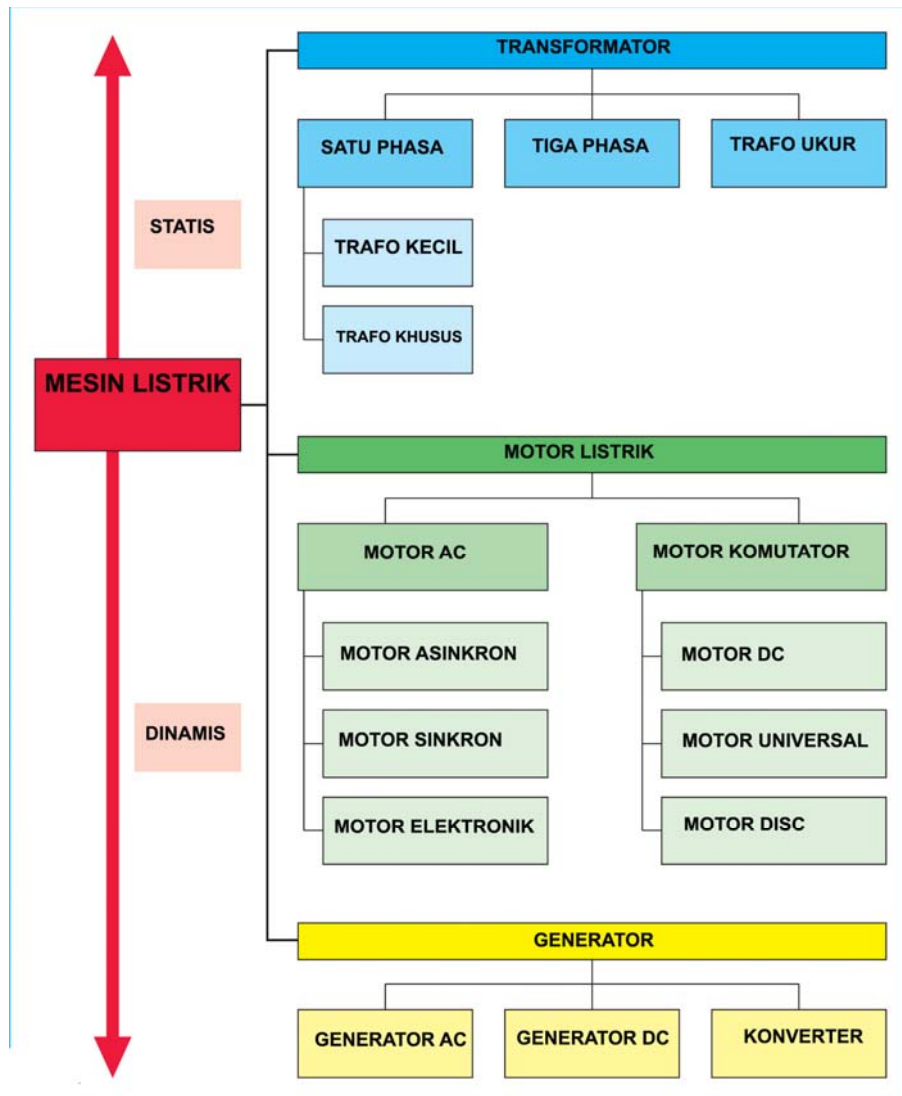 TRANSFORMATOR
SATU PHASA
TIGA PHASA
TRAFO UKUR
STATIS
TRAFO KECIL
TRAFO KHUSUS
MESIN LISTRIK
MOTOR LISTRIK
MOTOR AC
MOTOR KOMUTATOR
MOTOR ASINKRON
MOTOR DC
DINAMIS
MOTOR SINKRON
MOTOR UNIVERSAL
MOTOR ELEKTRONIK
MOTOR DISC
GENERATOR
GENERATOR AC
GENERATOR DC
KONVERTER